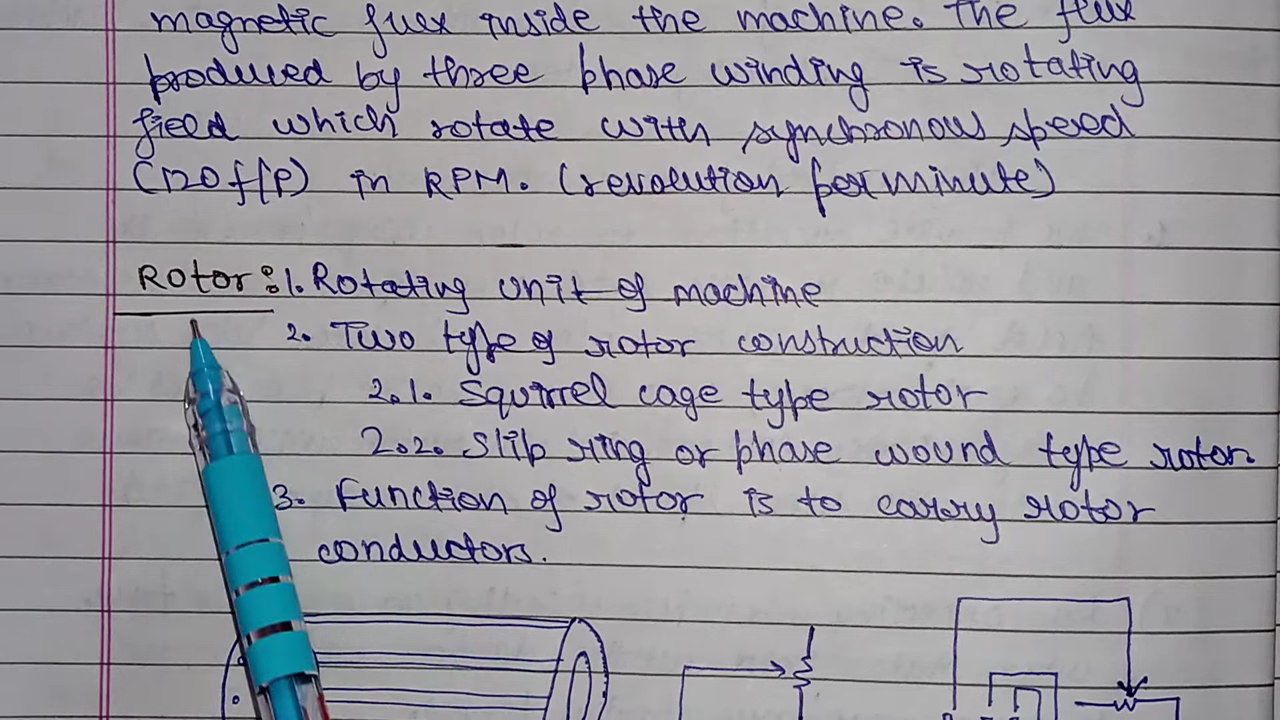 magnetic flux inside the machine. The flux
produced by three phase winding is rotating
field which rotate with synchronous speed
(120f/P) in RPM. (revolution per minute)
Rotor: 1. Rotating unit of machine
2. Two type of rotor construction
2.1. Squirrel cage type rotor
2.2. Slip ring or phase wound type rotor.
3. Function of rotor is to carry rotor
conductors.